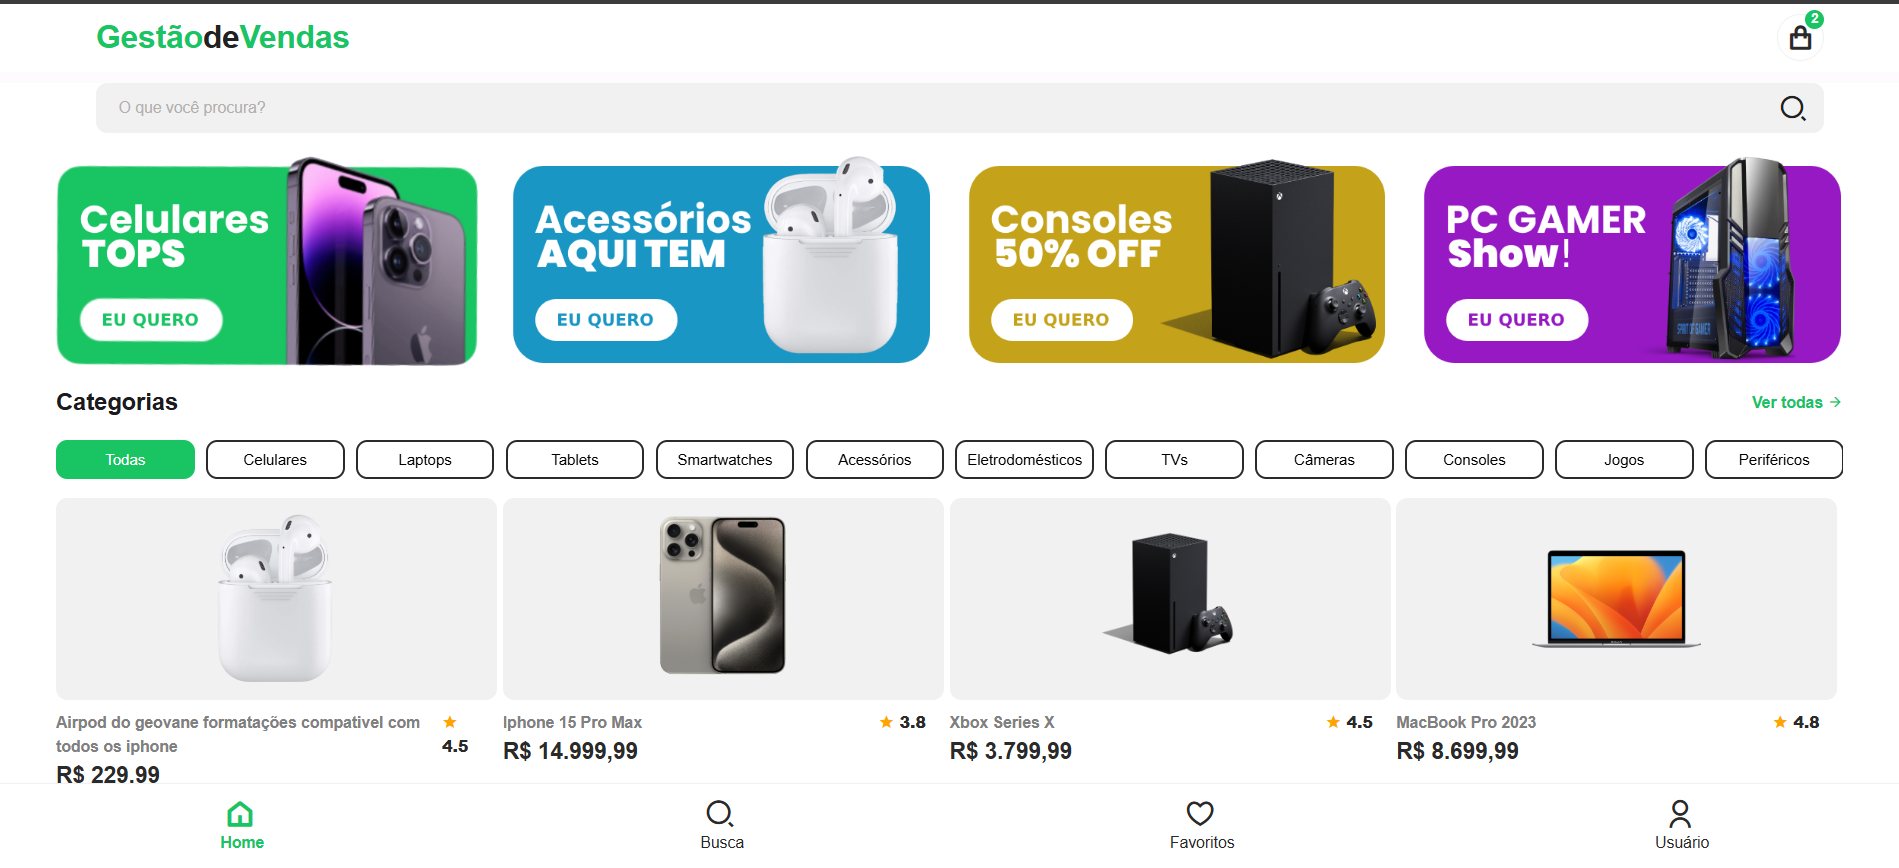 GestãodeVendas
2
O que você procura?
Celulares
TOPS
EU QUERO
Acessórios
AQUI TEM
EU QUERO
Consoles
50% OFF
EU QUERO
PC GAMER
Show!
EU QUERO
SPIRIT OF GAMER
Categorias
Ver todas
Todas
Celulares
Laptops
Tablets
Smartwatches
Acessórios
Eletrodomésticos
TVs
Câmeras
Consoles
Jogos
Periféricos
Airpod do geovane formatações compativel com
todos os iphone
4.5
R$ 229.99
Iphone 15 Pro Max
3.8
R$ 14.999,99
Xbox Series X
4.5
R$ 3.799,99
MacBook Pro 2023
4.8
R$ 8.699,99
Home
Busca
Favoritos
Usuário